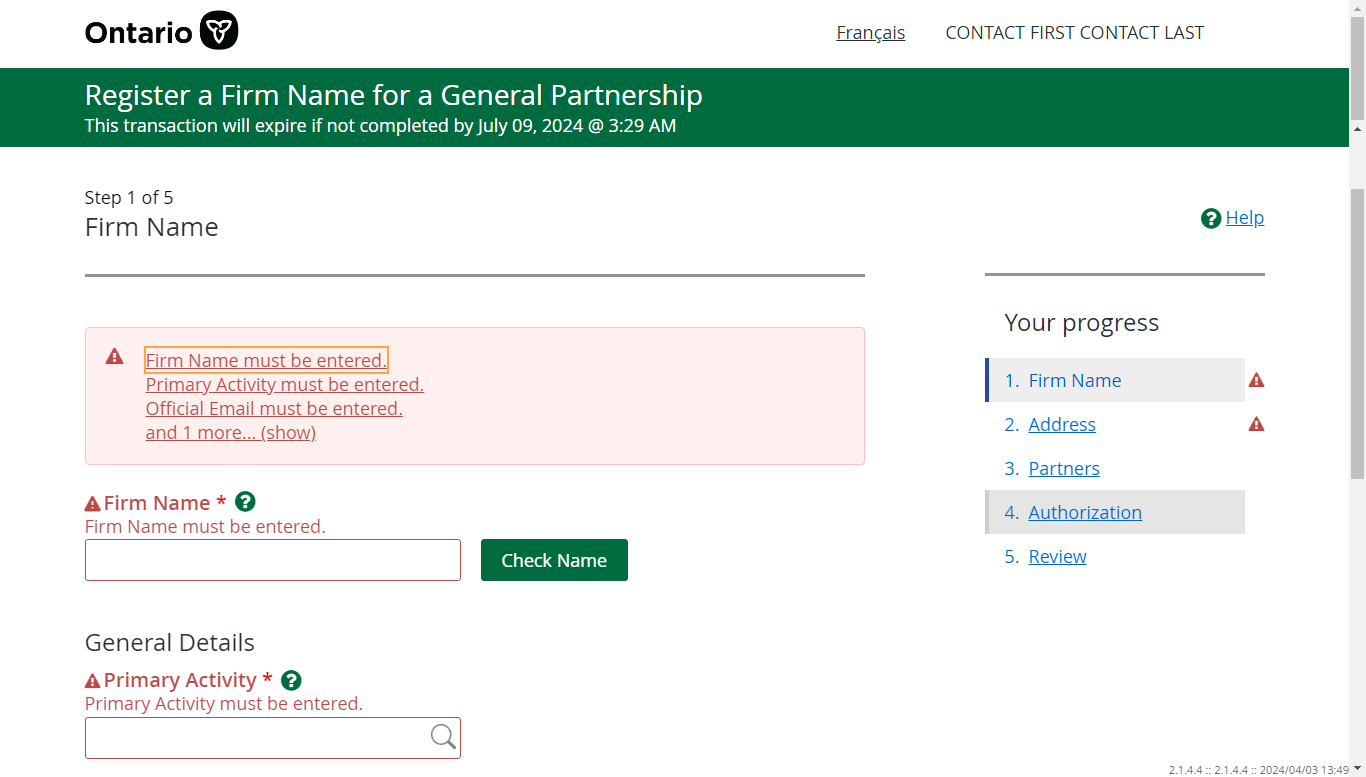 Ontario
Français
CONTACT FIRST CONTACT LAST
Register a Firm Name for a General Partnership
This transaction will expire if not completed by July 09, 2024 @ 3:29 AM
Step 1 of 5
Firm Name
Help
Firm Name must be entered.
Primary Activity must be entered.
Official Email must be entered.
and 1 more... (show)
Firm Name *
Firm Name must be entered.
Check Name
General Details
Primary Activity *
Primary Activity must be entered.
Your progress
1. Firm Name
2. Address
3. Partners
4. Authorization
5. Review
2.1.4.4 :: 2.1.4.4 :: 2024/04/03 13:49